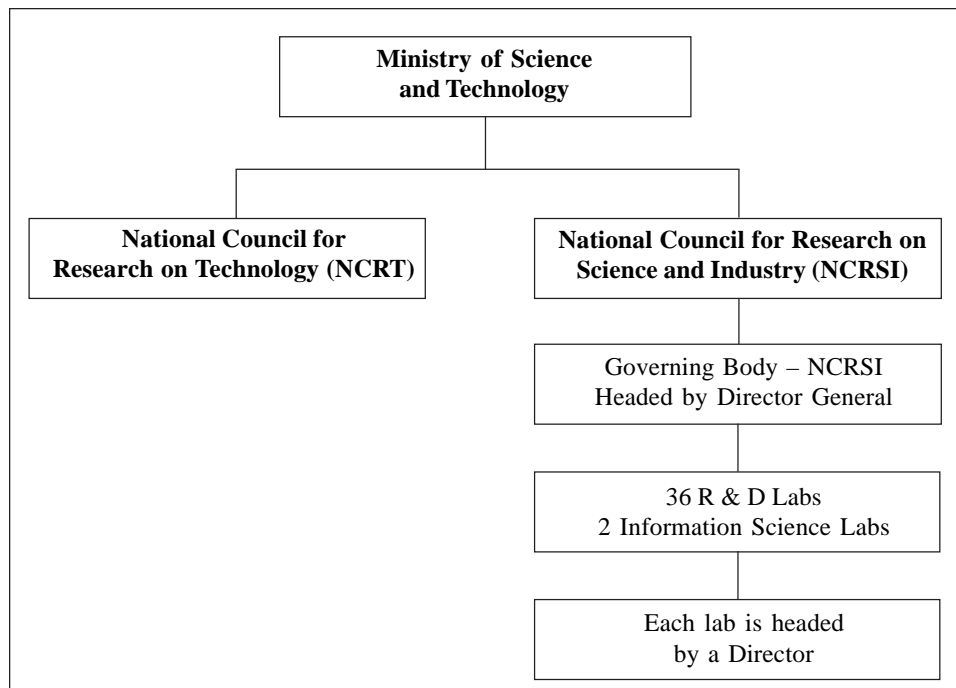 Ministry of Science
and Technology
National Council for
Research on Technology (NCRT)
National Council for Research on
Science and Industry (NCRSI)
Governing Body – NCRSI
Headed by Director General
36 R & D Labs
2 Information Science Labs
Each lab is headed
by a Director